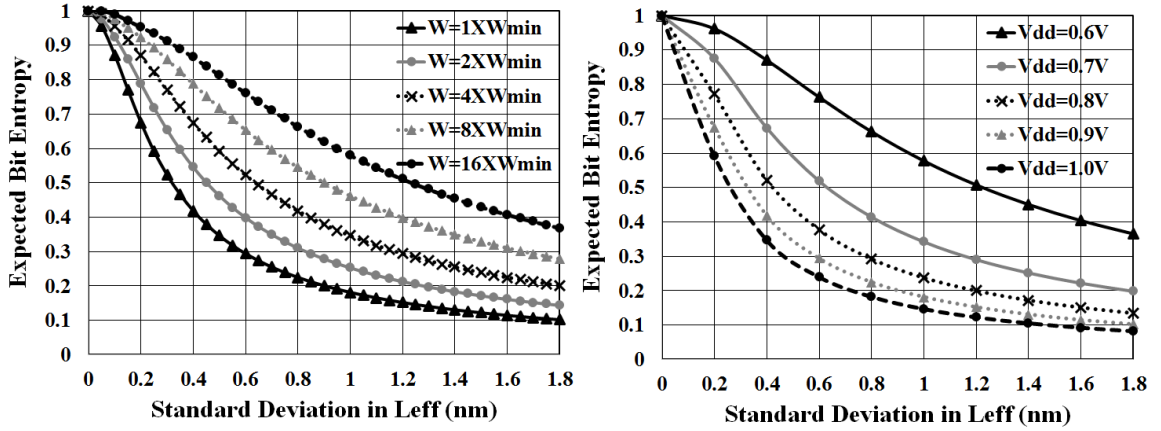 Expected Bit Entropy
1
0.9
0.8
0.7
0.6
0.5
0.4
0.3
0.2
0.1
0
0 0.2 0.4 0.6 0.8 1 1.2 1.4 1.6 1.8
Standard Deviation in Leff (nm)
W=1XWmin
W=2XWmin
W=4XWmin
W=8XWmin
W=16XWmin
Expected Bit Entropy
1
0.9
0.8
0.7
0.6
0.5
0.4
0.3
0.2
0.1
0
0 0.2 0.4 0.6 0.8 1 1.2 1.4 1.6 1.8
Standard Deviation in Leff (nm)
Vdd=0.6V
Vdd=0.7V
Vdd=0.8V
Vdd=0.9V
Vdd=1.0V